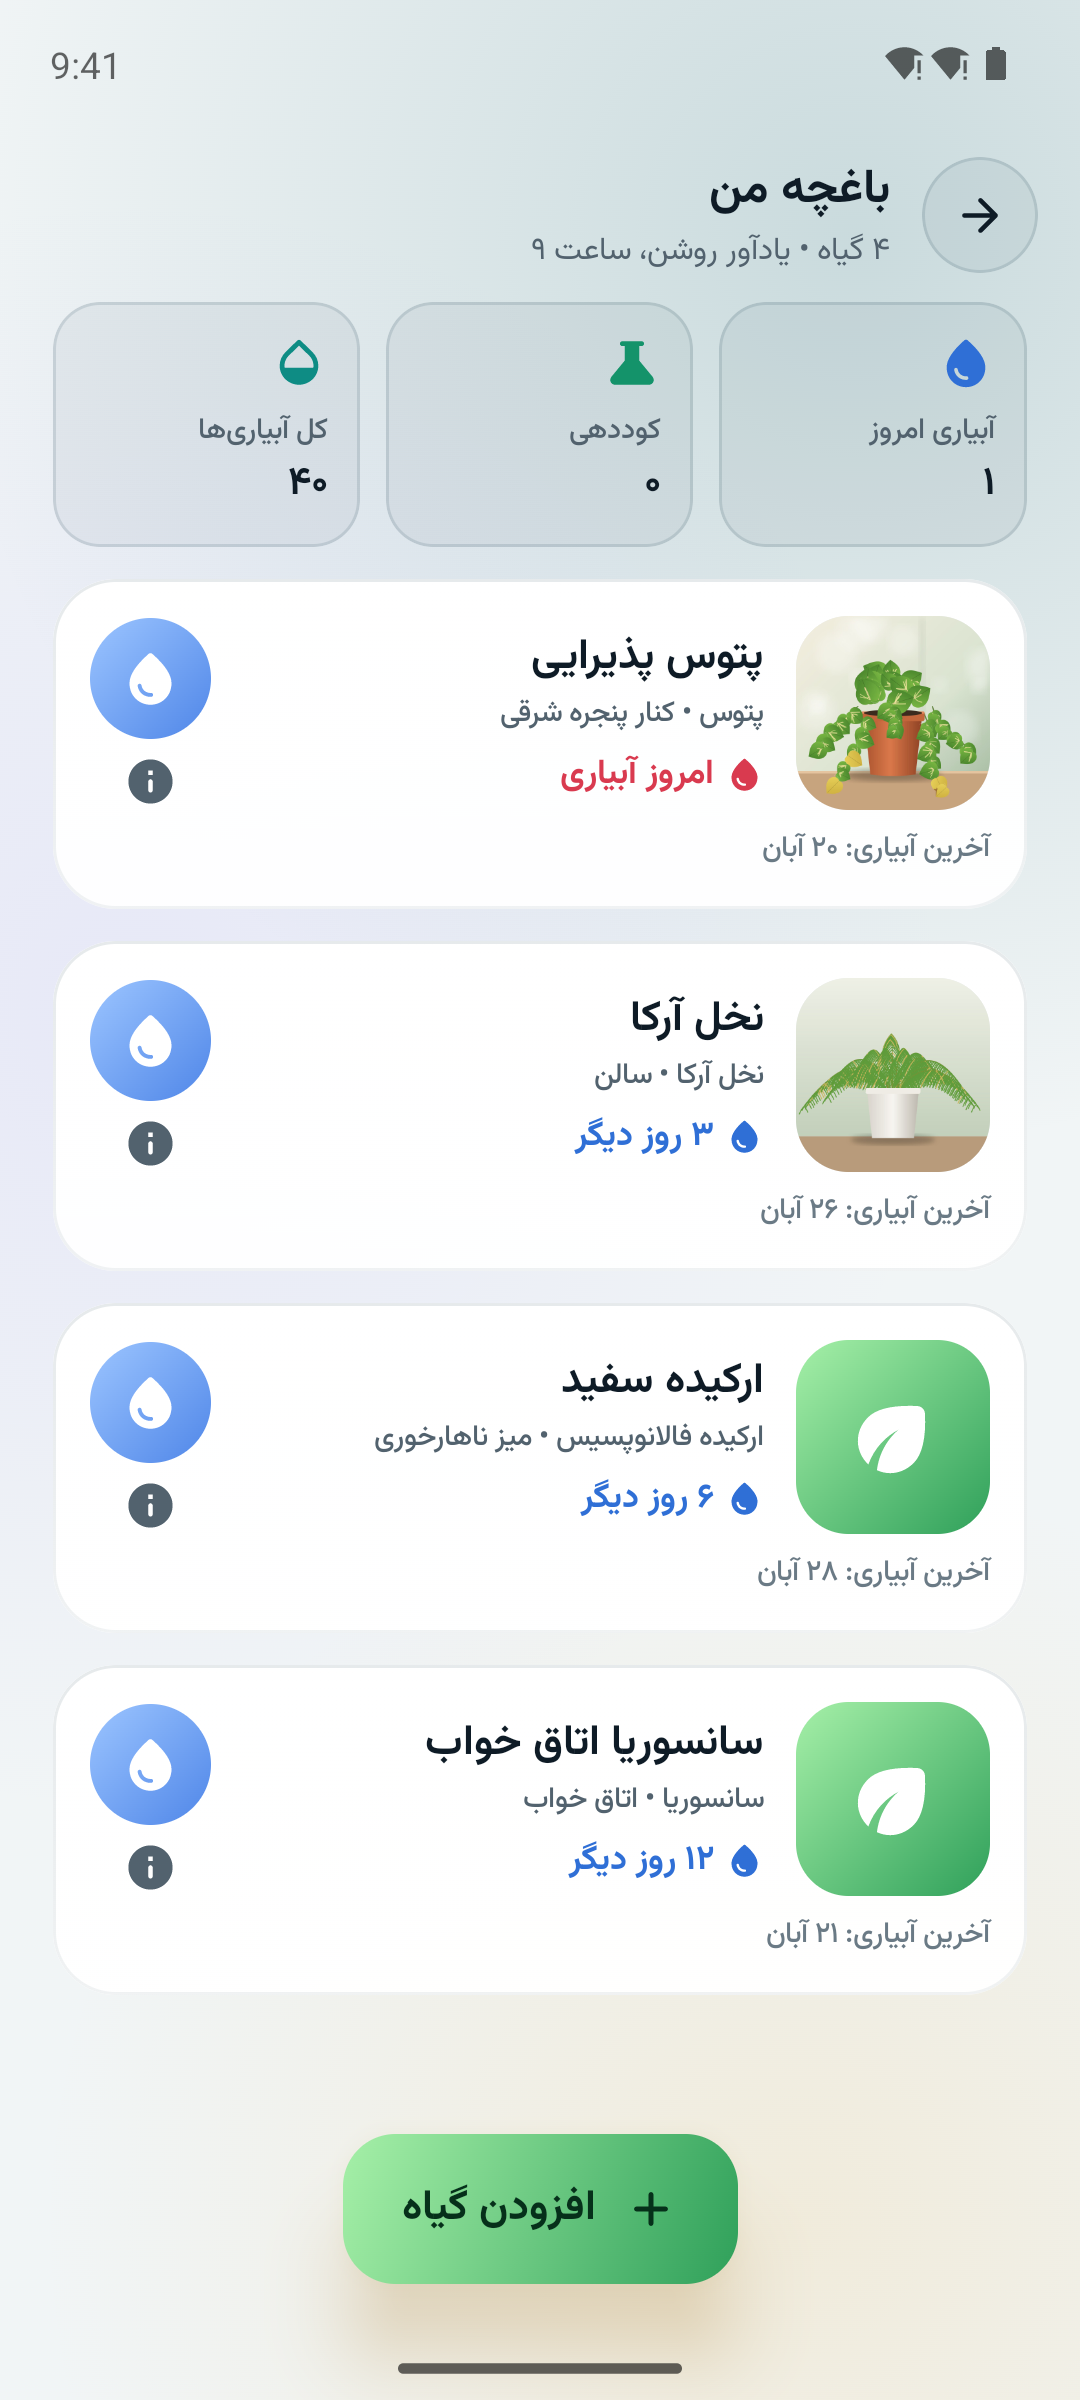 9:41
باغچه من
۴ گیاه • یادآور روشن، ساعت ۹
آبیاری امروز
۱
کوددهی
۰
کل آبیاری‌ها
۴۰
پتوس پذیرایی
پتوس • کنار پنجره شرقی
امروز آبیاری
آخرین آبیاری: ۲۰ آبان
نخل آرکا
نخل آرکا • سالن
۳ روز دیگر
آخرین آبیاری: ۲۶ آبان
ارکیده سفید
ارکیده فالانوپسیس • میز ناهارخوری
۶ روز دیگر
آخرین آبیاری: ۲۸ آبان
سانسوریا اتاق خواب
سانسوریا • اتاق خواب
۱۲ روز دیگر
آخرین آبیاری: ۲۱ آبان
افزودن گیاه